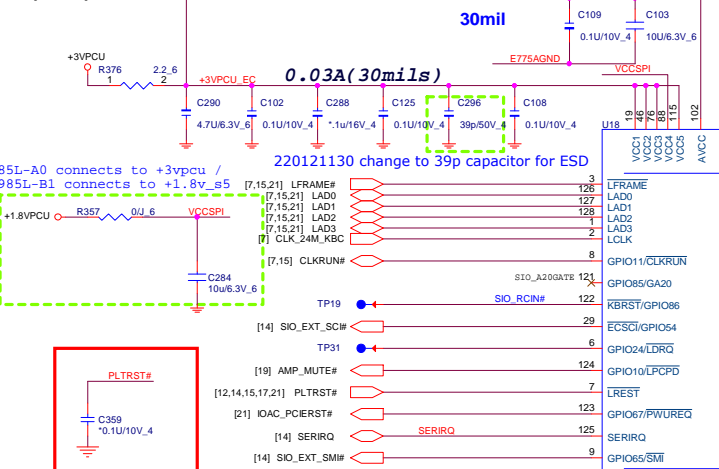 30mil
C109
0.1U/10V_4
C103
10U/6.3V_6
E775AGND
VCCSPI
+3VPCU
R376
2.2_6
1
2
+3VPCU_EC
0.03A(30mils)
C290
4.7U/6.3V_6
C102
0.1U/10V_4
C288
*.1u/16V_4
C125
0.1U/10V_4
C296
39p/50V_4
C108
0.1U/10V_4
19
46
76
88
115
102
U18
VCC1
VCC2
VCC3
VCC4
VCC5
AVCC
220121130 change to 39p capacitor for ESD
85L-A0 connects to +3vpcu /
985L-B1 connects to +1.8v_s5
+1.8VPCU
R357
0/J_6
VCCSPI
C284
10u/6.3V_6
PLTRST#
C359
*0.1U/10V_4
[7,15,21] LFRAME#
3
LFRAME
[7,15,21] LAD0
126
LAD0
[7,15,21] LAD1
127
LAD1
[7,15,21] LAD2
128
LAD2
[7,15,21] LAD3
1
LAD3
[7] CLK_24M_KBC
2
LCLK
[7,15] CLKRUN#
8
GPIO11/CLKRUN
SIO_A20GATE
121
GPIO85/GA20
TP19
SIO_RCIN#
122
KBRST/GPIO86
[14] SIO_EXT_SCI#
29
ECSCI/GPIO54
TP31
6
GPIO24/LDRQ
[19] AMP_MUTE#
124
GPIO10/LPCPD
[12,14,15,17,21] PLTRST#
7
LREST
[21] IOAC_PCIERST#
123
GPIO67/PWUREQ
[14] SERIRQ
SERIRQ
125
SERIRQ
[14] SIO_EXT_SMI#
9
GPIO65/SMI